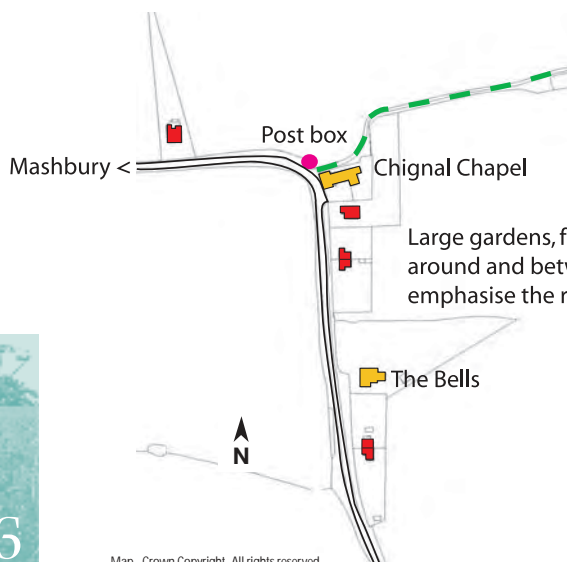 Post box
Mashbury <
Chignal Chapel
Large gardens,
around and
emphasise the
The Bells
N
6
Map Crown Copyright. All rights reserved